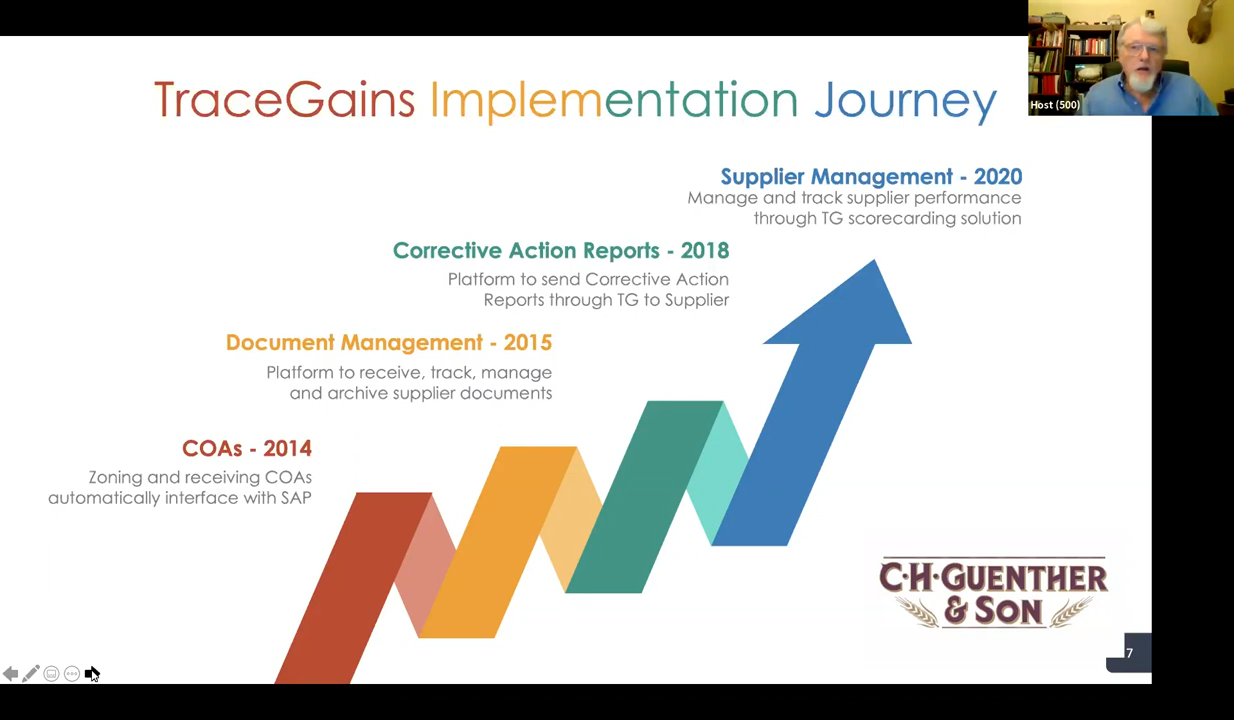 TraceGains Implementation Journey
Host (500)
Supplier Management - 2020
Manage and track supplier performance
through TG scorecarding solution
Corrective Action Reports - 2018
Platform to send Corrective Action
Reports through TG to Supplier
Document Management - 2015
Platform to receive, track, manage
and archive supplier documents
COAs - 2014
Zoning and receiving COAs
automatically interface with SAP
C·H·GUENTHER
& SON
7